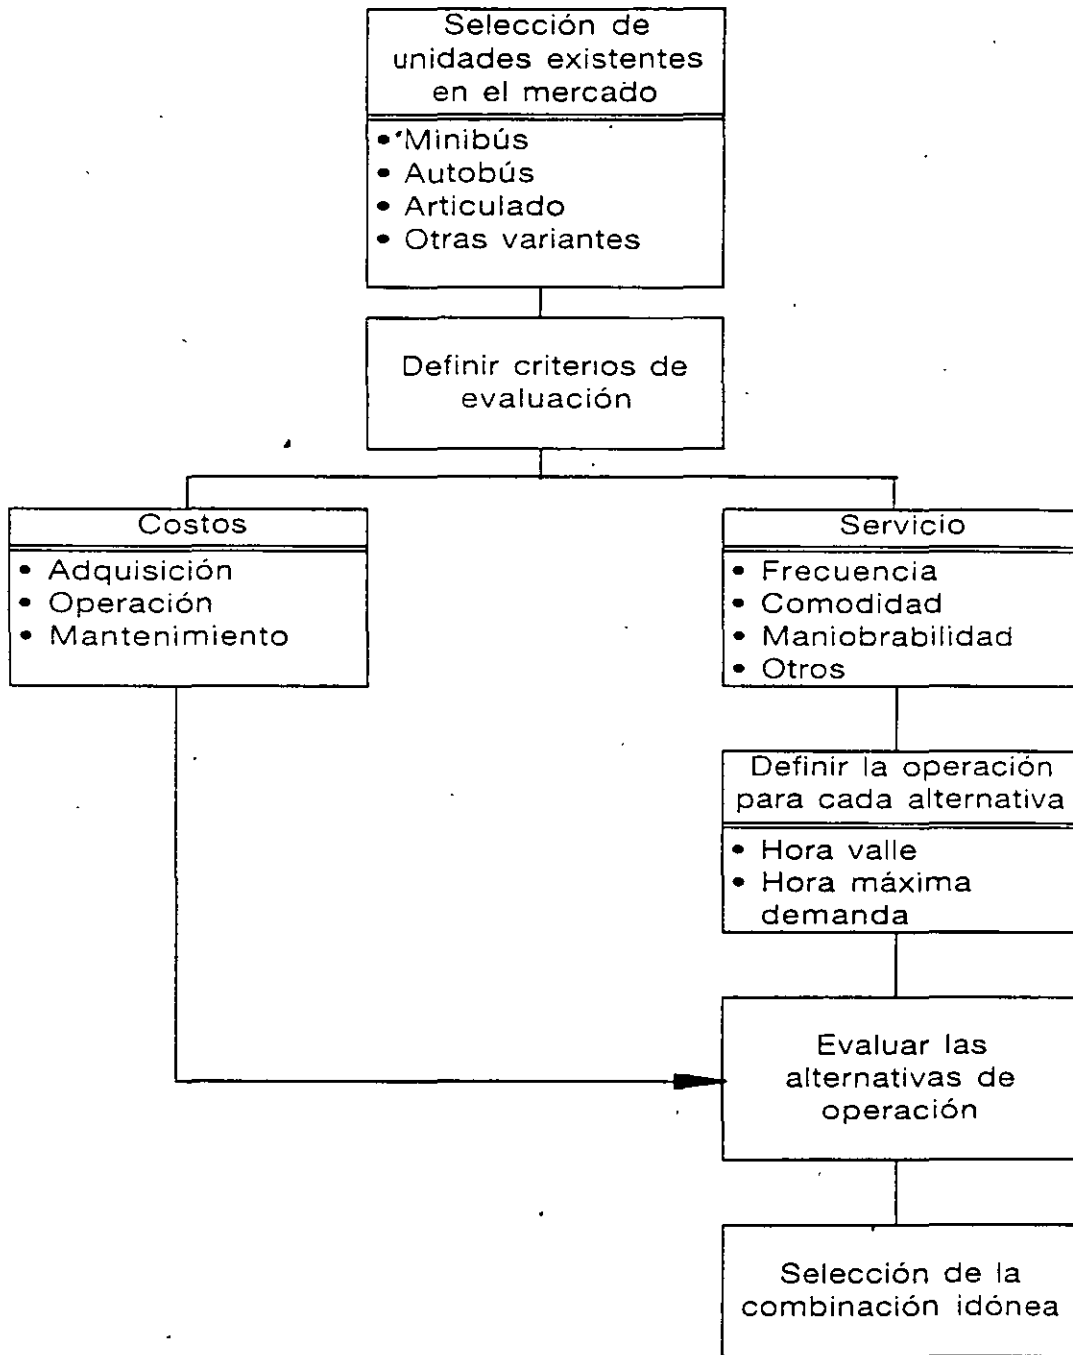 Selección de
unidades existentes
en el mercado
• Minibús
• Autobús
• Articulado
• Otras variantes
Definir criterios de
evaluación
Costos
• Adquisición
• Operación
• Mantenimiento
Servicio
• Frecuencia
• Comodidad
• Maniobrabilidad
• Otros
Definir la operación
para cada alternativa
• Hora valle
• Hora máxima
demanda
Evaluar las
alternativas de
operación
Selección de la
combinación idónea